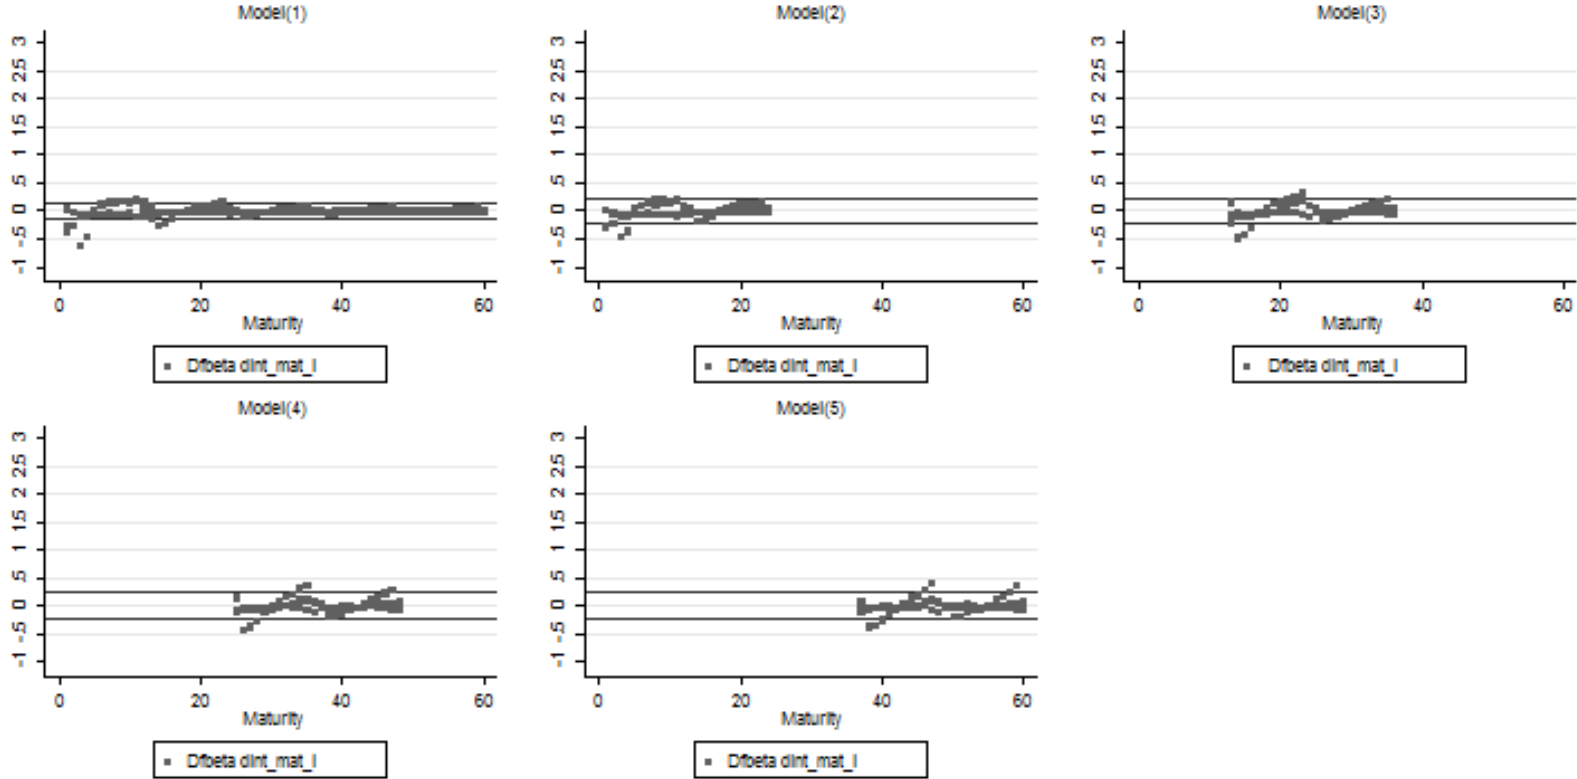 Model(1)
3
2.5
2
1.5
1
.5
0
-.5
-1
0 20 40 60
Maturity
Dfbeta dint_mat_l
Model(2)
3
2.5
2
1.5
1
.5
0
-.5
-1
0 20 40 60
Maturity
Dfbeta dint_mat_l
Model(3)
3
2.5
2
1.5
1
.5
0
-.5
-1
0 20 40 60
Maturity
Dfbeta dint_mat_l
Model(4)
3
2.5
2
1.5
1
.5
0
-.5
-1
0 20 40 60
Maturity
Dfbeta dint_mat_l
Model(5)
3
2.5
2
1.5
1
.5
0
-.5
-1
0 20 40 60
Maturity
Dfbeta dint_mat_l